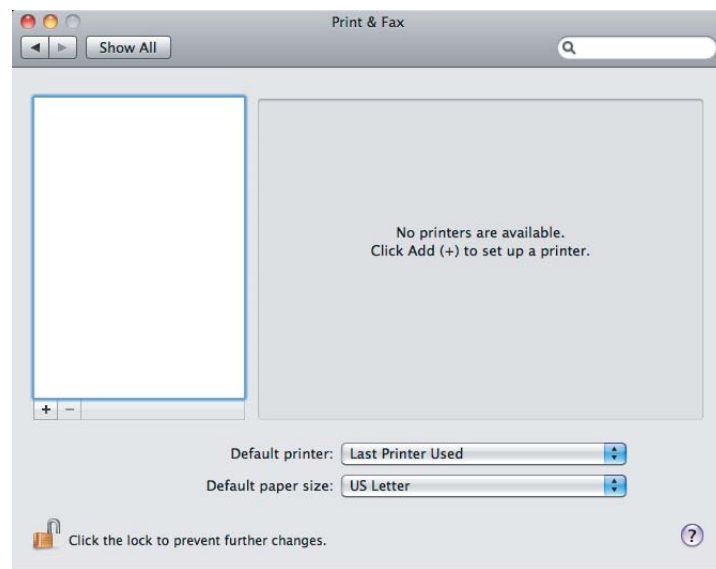 Print & Fax
Show All
No printers are available.
Click Add (+) to set up a printer.
+ −
Default printer: Last Printer Used
Default paper size: US Letter
Click the lock to prevent further changes.
?